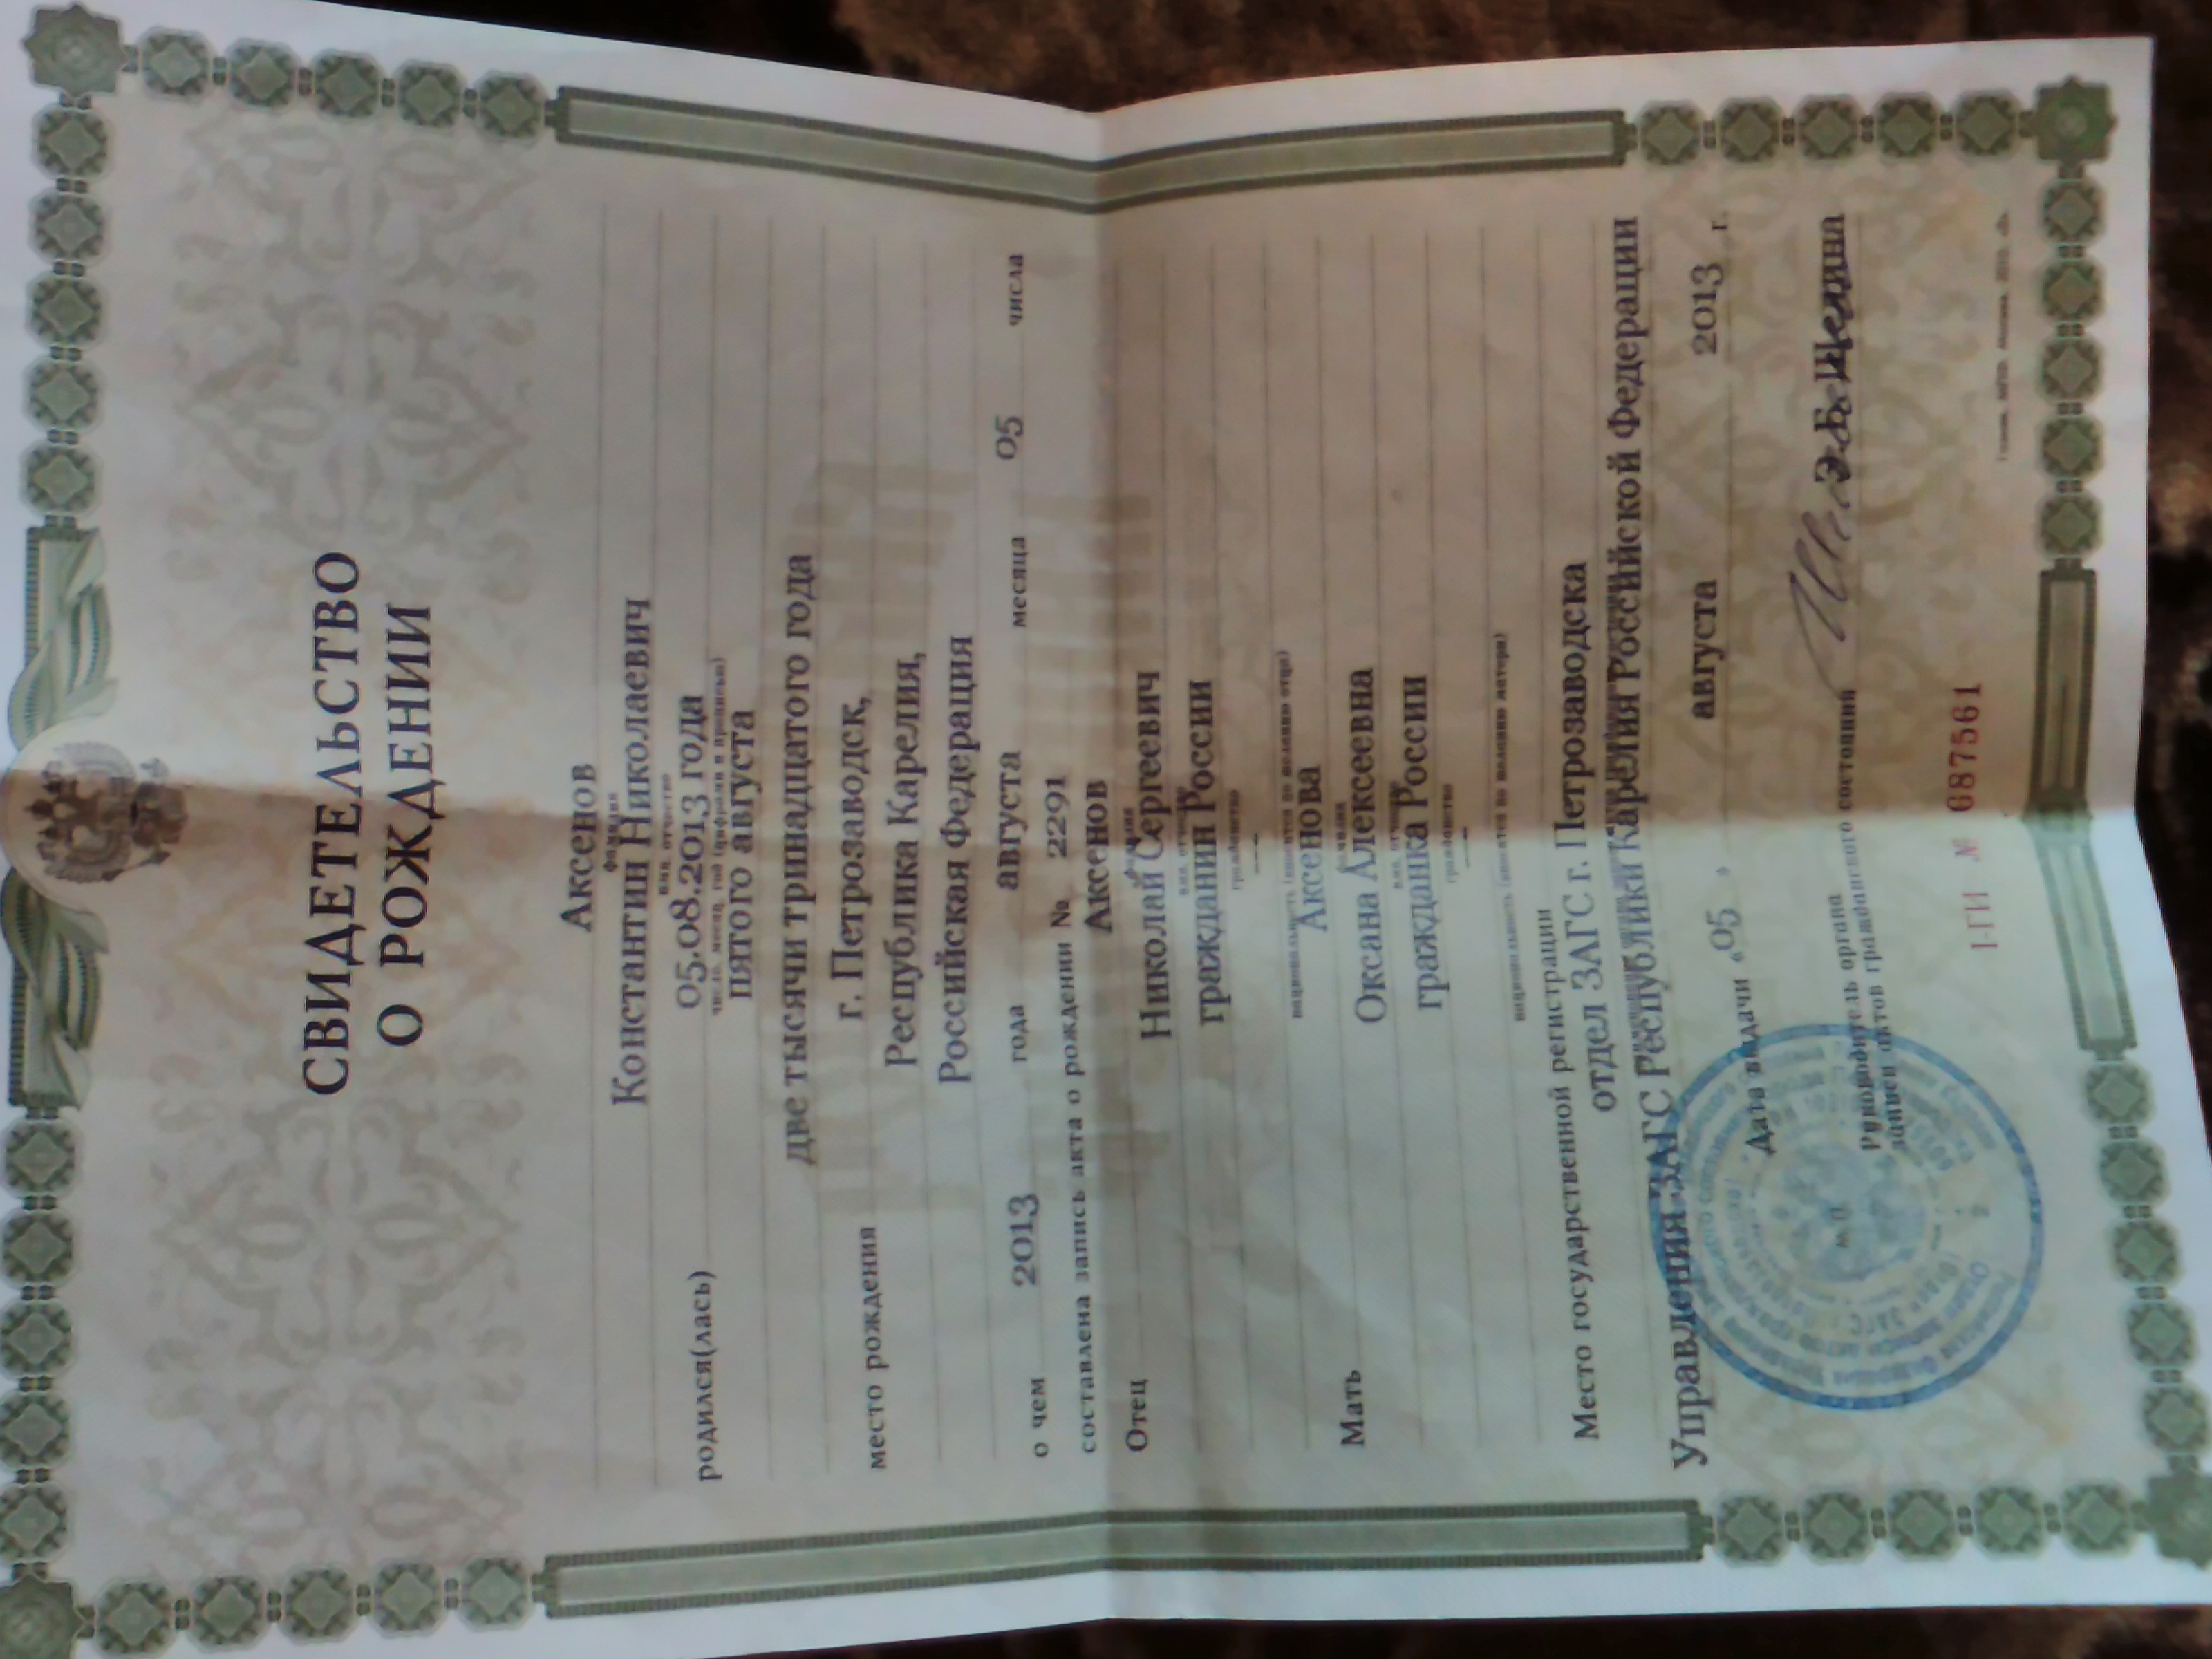 СВИДЕТЕЛЬСТВО
О РОЖДЕНИИ
Аксенов
фамилия
Константин Николаевич
имя, отчество
родился(лась) 05.08.2013 года
число, месяц, год (цифрами и прописью)
пятого августа
две тысячи тринадцатого года
место рождения г. Петрозаводск,
Республика Карелия,
Российская Федерация
о чем 2013 года августа месяца 05 числа
составлена запись акта о рождении № 2291
Отец Аксенов
фамилия
Николай Сергеевич
имя, отчество
гражданин России
гражданство
национальность (вносится по желанию отца)
Мать Аксенова
фамилия
Оксана Алексеевна
имя, отчество
гражданка России
гражданство
национальность (вносится по желанию матери)
Место государственной регистрации
отдел ЗАГС г. Петрозаводска
Управления ЗАГС Республики Карелия Российской Федерации
Дата выдачи «05» августа 2013 г.
М.П.
Руководитель органа
записи актов гражданского состояния Э.Б. Щепина
I-ГИ № 687561